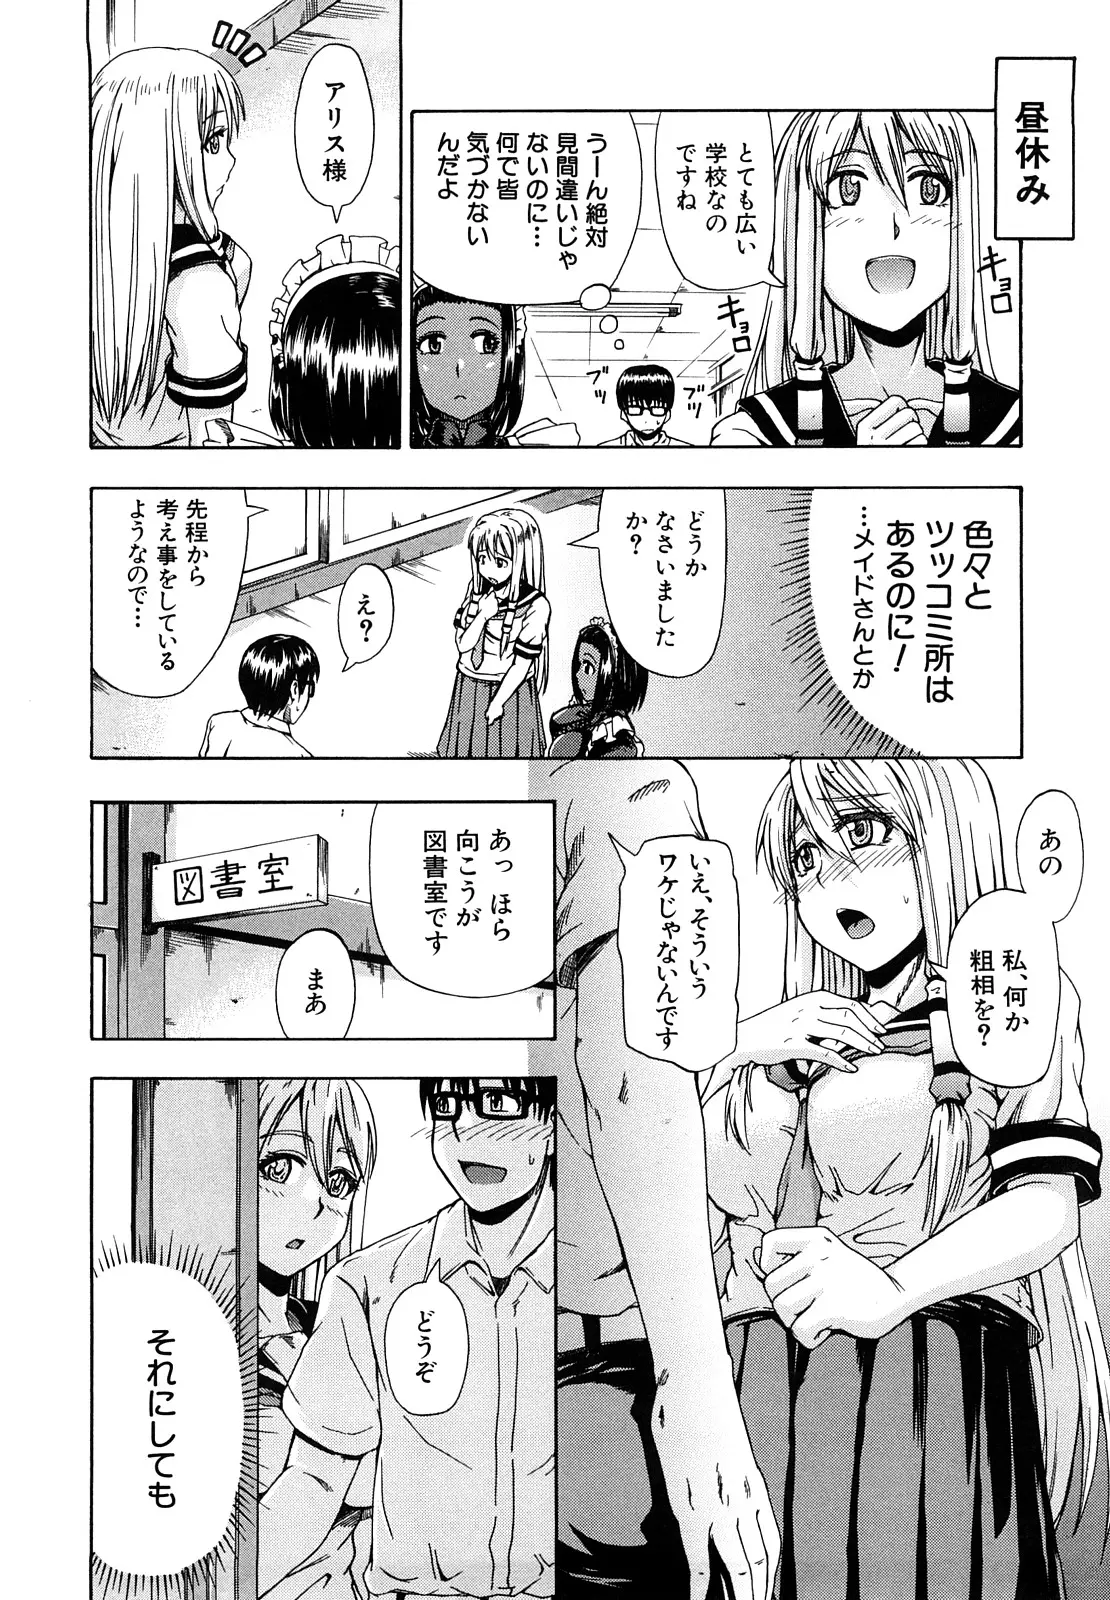 昼休み
とても広い
学校なの
ですね
キョロ
キョロ
うーん絶対
見間違いじゃ
ないのに…
何で皆
気づかない
んだよ
ブツ
ブツ
アリス様
色々と
ツッコミ所は
あるのに!
…メイドさんとか
どうか
なさいました
か?
え?
先程から
考え事をしている
ようなので…
あの
私、何か
粗相を?
いえ、そういう
ワケじゃないんです
あっ ほら
向こうが
図書室です
図書室
まあ
どうぞ
それにしても